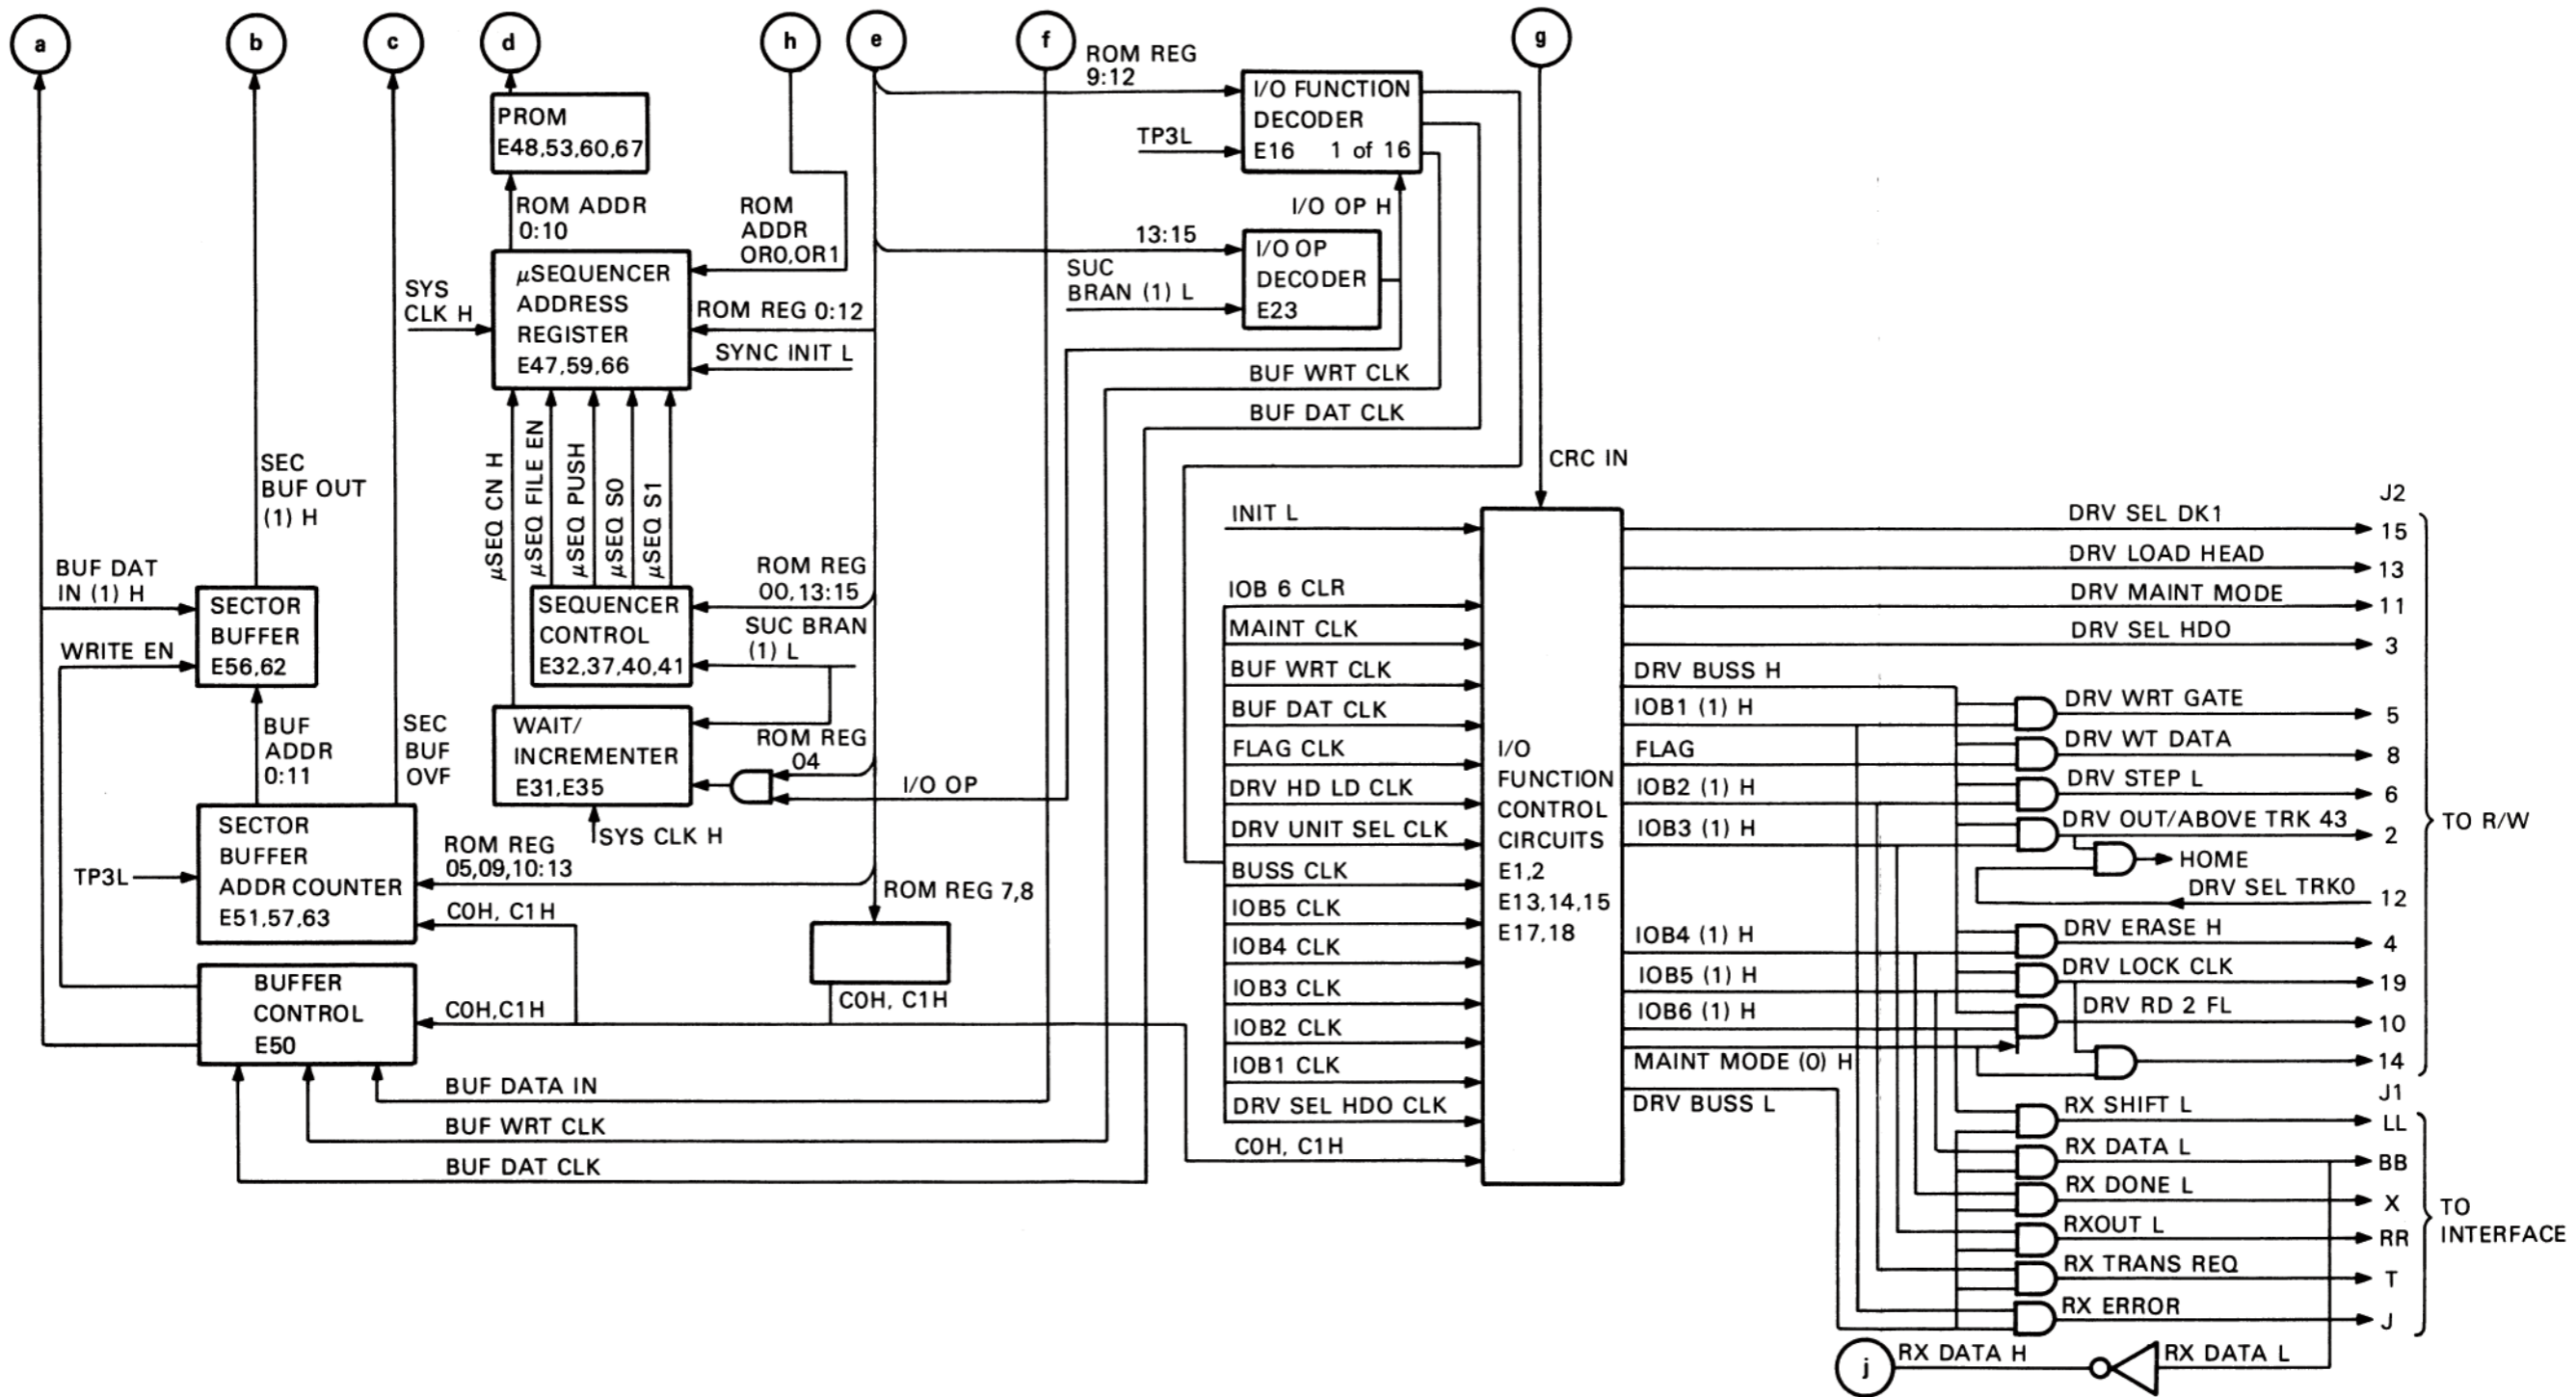 a
b
c
d
h
e
f
g
ROM REG
9:12
I/O FUNCTION
DECODER
E16 1 of 16
TP3L
PROM
E48,53,60,67
ROM ADDR
0:10
ROM
ADDR
OR0,OR1
I/O OP H
13:15
I/O OP
DECODER
E23
SUC
BRAN (1) L
SYS
CLK H
µSEQUENCER
ADDRESS
REGISTER
E47,59,66
ROM REG 0:12
SYNC INIT L
BUF WRT CLK
BUF DAT CLK
µSEQ CN H
µSEQ FILE EN
µSEQ PUSH
µSEQ S0
µSEQ S1
SEC
BUF OUT
(1) H
CRC IN
BUF DAT
IN (1) H
SECTOR
BUFFER
E56,62
WRITE EN
SEQUENCER
CONTROL
E32,37,40,41
ROM REG
00,13:15
SUC BRAN
(1) L
BUF
ADDR
0:11
SEC
BUF
OVF
WAIT/
INCREMENTER
E31,E35
ROM REG
04
I/O OP
SYS CLK H
SECTOR
BUFFER
ADDR COUNTER
E51,57,63
TP3L
ROM REG
05,09,10:13
C0H, C1H
ROM REG 7,8
C0H, C1H
BUFFER
CONTROL
E50
C0H,C1H
BUF DATA IN
BUF WRT CLK
BUF DAT CLK
INIT L
IOB 6 CLR
MAINT CLK
BUF WRT CLK
BUF DAT CLK
FLAG CLK
DRV HD LD CLK
DRV UNIT SEL CLK
BUSS CLK
IOB5 CLK
IOB4 CLK
IOB3 CLK
IOB2 CLK
IOB1 CLK
DRV SEL HDO CLK
C0H, C1H
I/O
FUNCTION
CONTROL
CIRCUITS
E1,2
E13,14,15
E17,18
DRV BUSS H
IOB1 (1) H
FLAG
IOB2 (1) H
IOB3 (1) H
IOB4 (1) H
IOB5 (1) H
IOB6 (1) H
MAINT MODE (0) H
DRV BUSS L
J2
DRV SEL DK1
15
DRV LOAD HEAD
13
DRV MAINT MODE
11
DRV SEL HDO
3
DRV WRT GATE
5
DRV WT DATA
8
DRV STEP L
6
DRV OUT/ABOVE TRK 43
2
HOME
DRV SEL TRK0
12
DRV ERASE H
4
DRV LOCK CLK
19
DRV RD 2 FL
10
14
TO R/W
J1
RX SHIFT L
LL
RX DATA L
BB
RX DONE L
X
RXOUT L
RR
RX TRANS REQ
T
RX ERROR
J
TO
INTERFACE
j
RX DATA H
RX DATA L